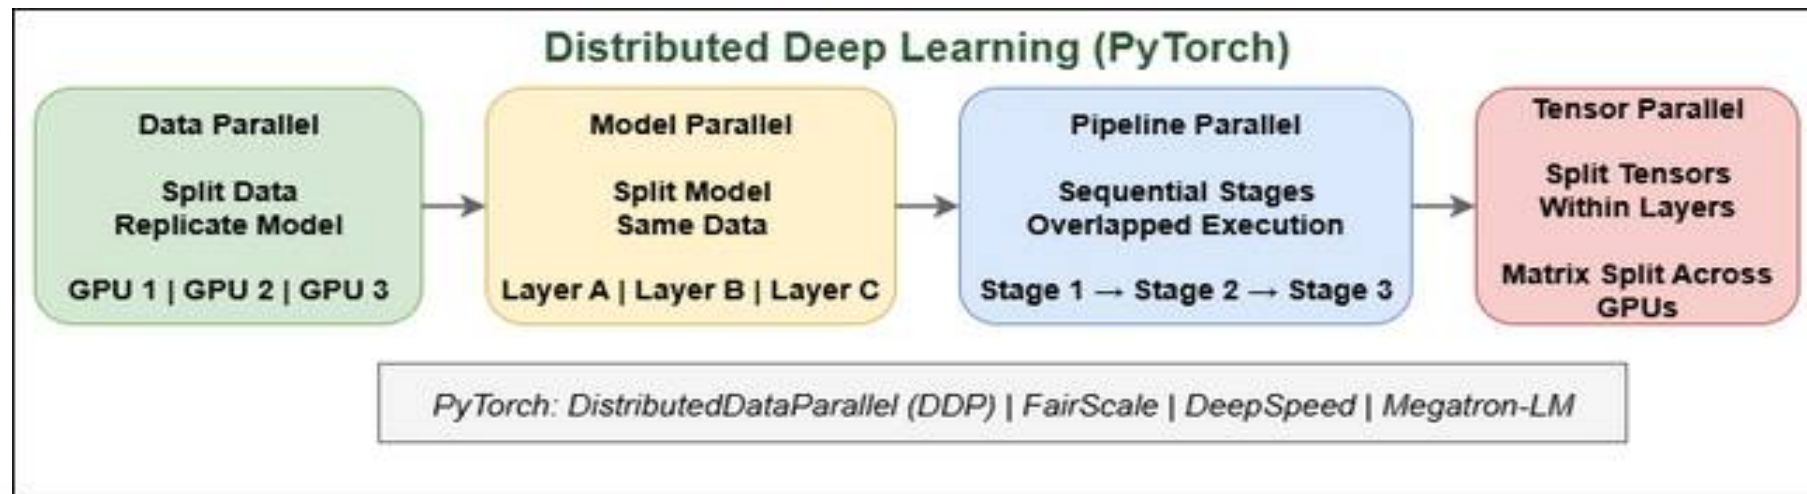 Distributed Deep Learning (PyTorch)
Data Parallel
Split Data
Replicate Model
GPU 1 | GPU 2 | GPU 3
Model Parallel
Split Model
Same Data
Layer A | Layer B | Layer C
Pipeline Parallel
Sequential Stages
Overlapped Execution
Stage 1 → Stage 2 → Stage 3
Tensor Parallel
Split Tensors
Within Layers
Matrix Split Across
GPUs
PyTorch: DistributedDataParallel (DDP) | FairScale | DeepSpeed | Megatron-LM